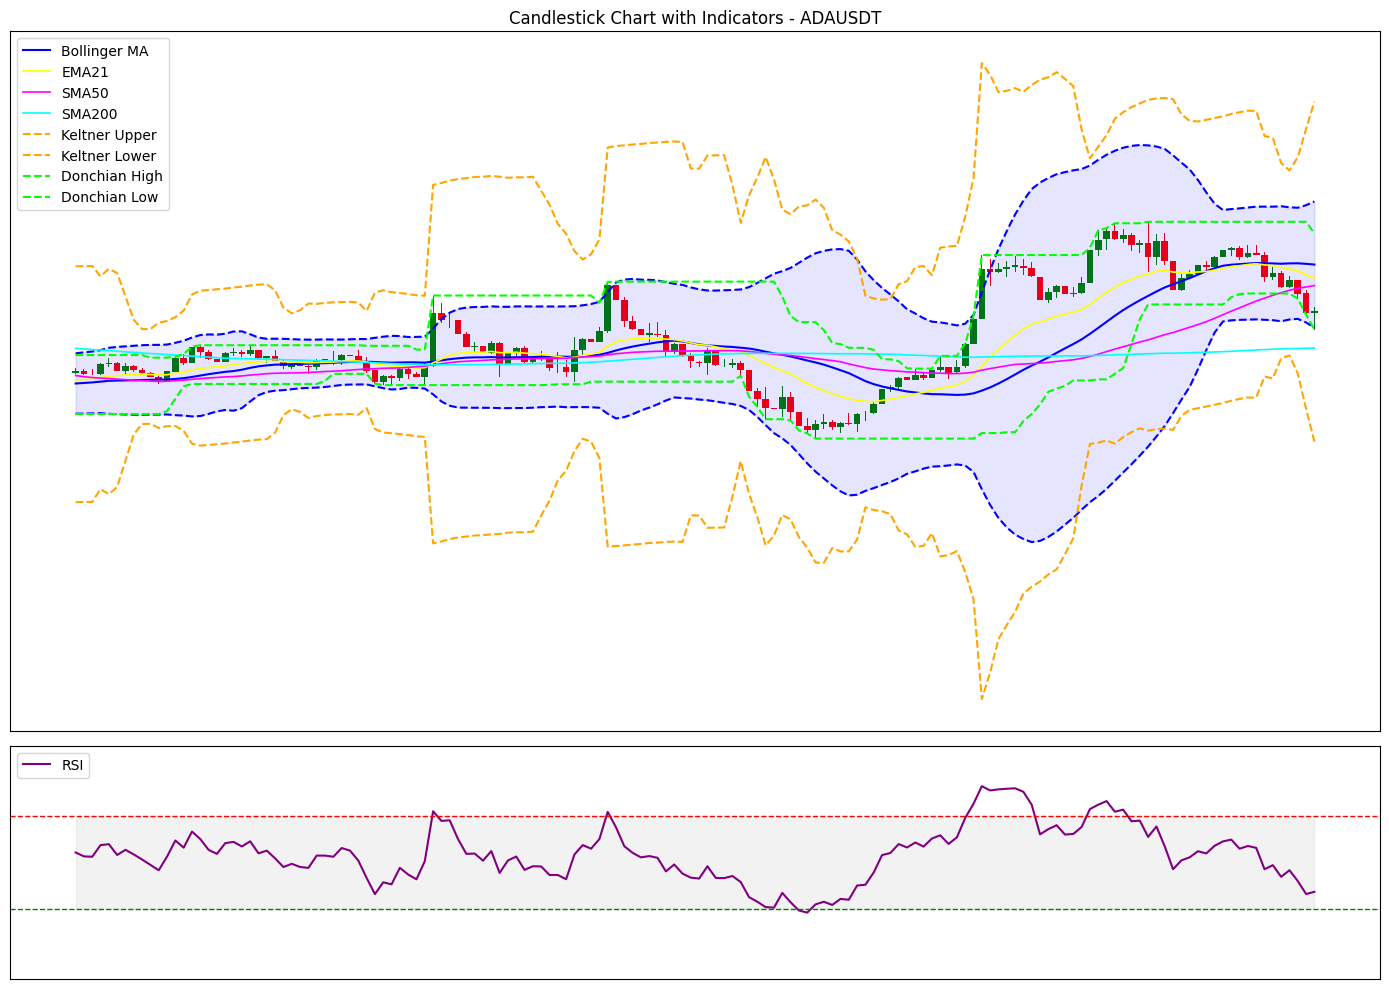 Candlestick Chart with Indicators - ADAUSDT
Bollinger MA
EMA21
SMA50
SMA200
Keltner Upper
Keltner Lower
Donchian High
Donchian Low
RSI